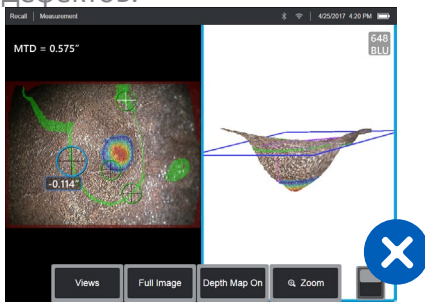 дефектов.
Recall | Measurement
4/25/2017 4:20 PM
MTD = 0.575″
648
BLU
-0.114″
Views
Full Image
Depth Map On
Zoom